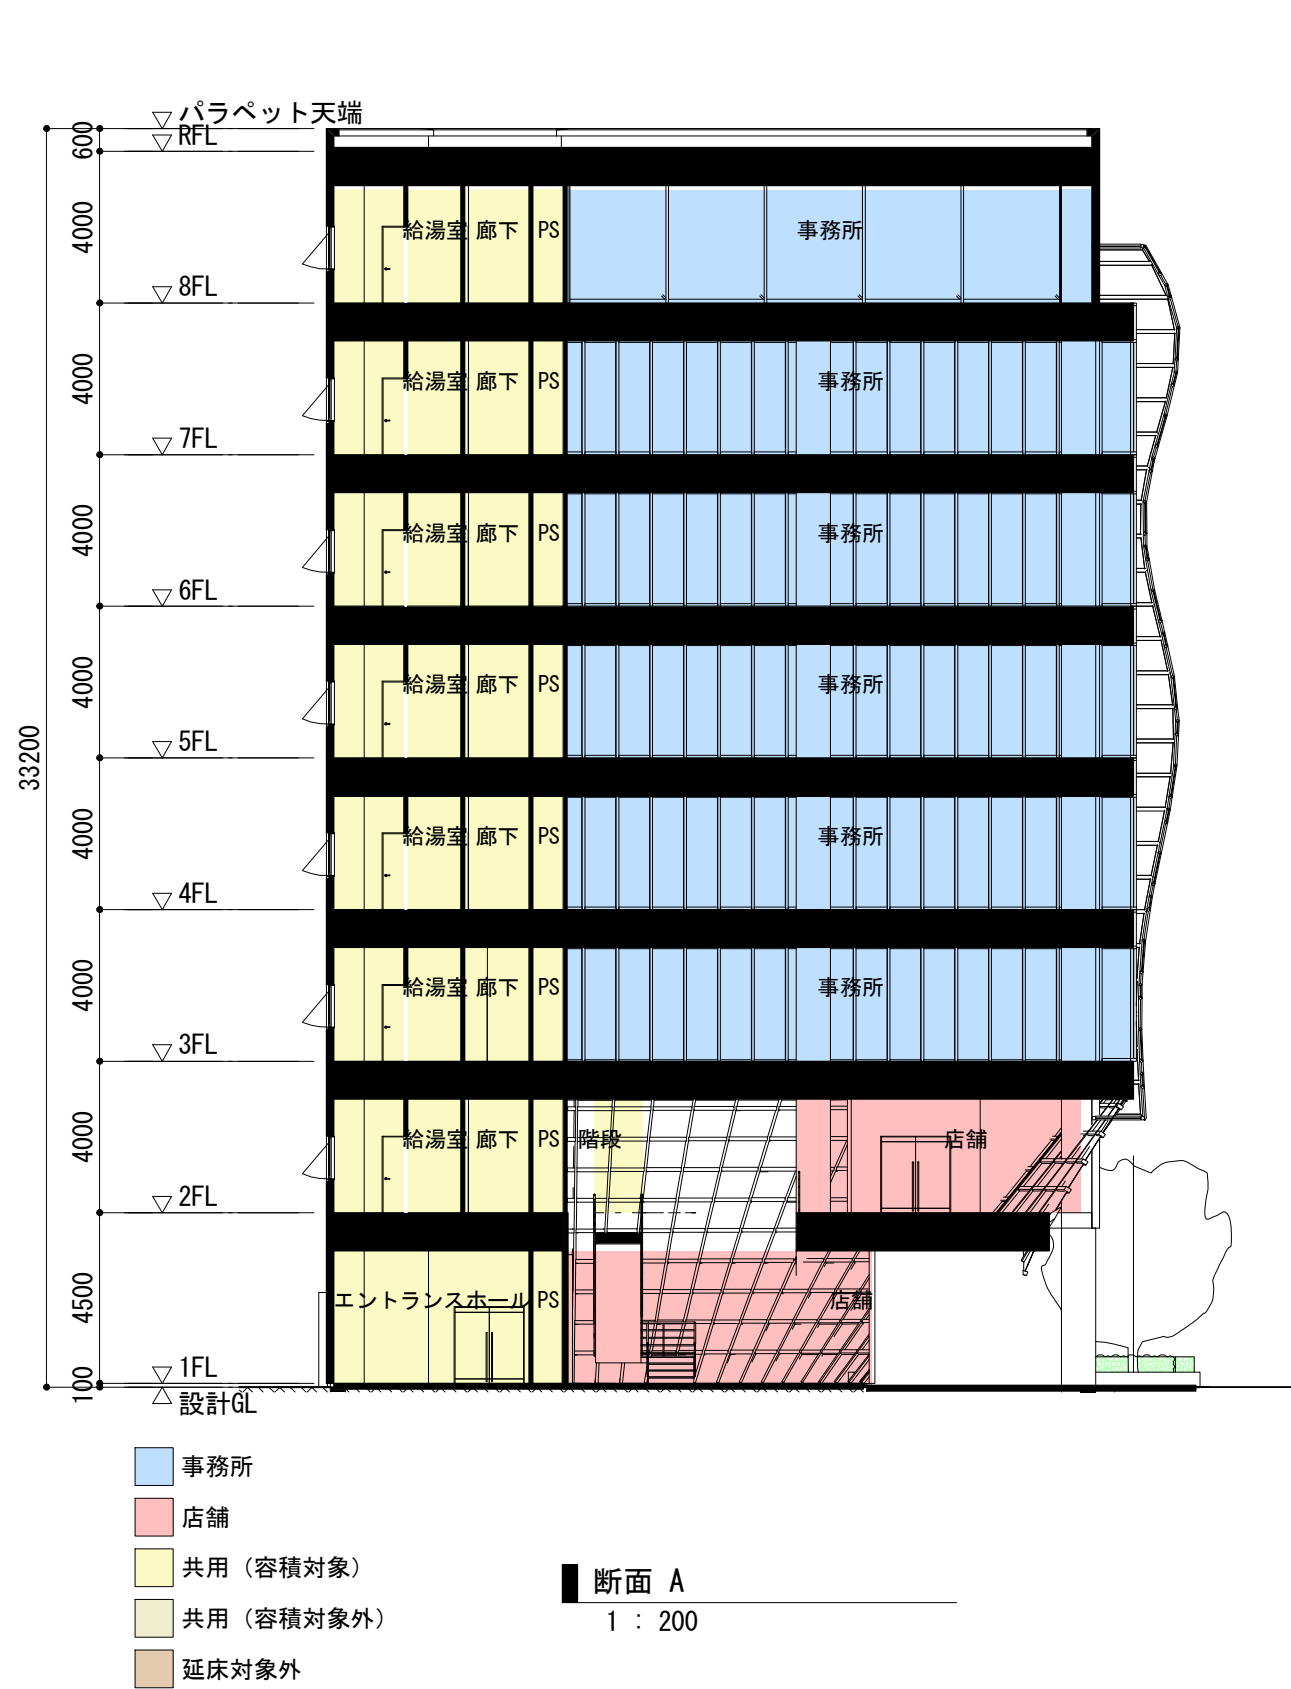 パラペット天端
600
RFL
4000
給湯室 廊下 PS 事務所
8FL
4000
給湯室 廊下 PS 事務所
7FL
4000
給湯室 廊下 PS 事務所
6FL
4000
給湯室 廊下 PS 事務所
5FL
33200
4000
給湯室 廊下 PS 事務所
4FL
4000
給湯室 廊下 PS 事務所
3FL
4000
給湯室 廊下 PS 階段 店舗
2FL
4500
エントランスホール PS 店舗
1FL
100
設計GL
事務所
店舗
共用（容積対象）
共用（容積対象外）
延床対象外
断面 A
1 : 200